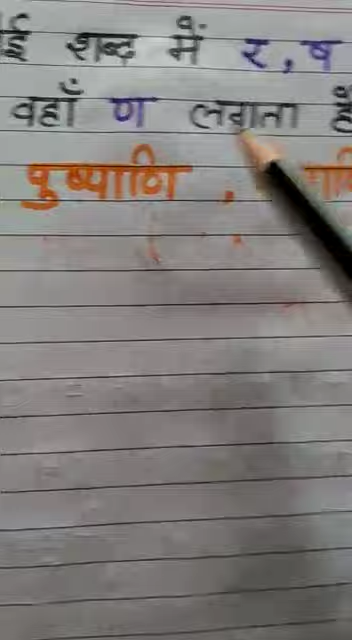 ई शब्द में र, ष
वहाँ ण लगता है
पुष्पाणि ,